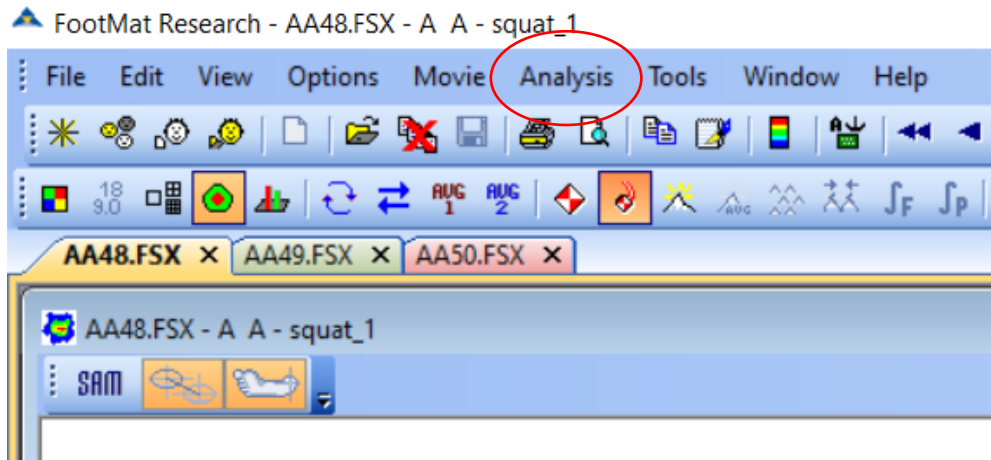 FootMat Research - AA48.FSX - A A - squat_1
File Edit View Options Movie Analysis Tools Window Help
A
18
9.0
AVG
1
AVG
2
AVG
∫F ∫P
AA48.FSX × AA49.FSX × AA50.FSX ×
AA48.FSX - A A - squat_1
SAM